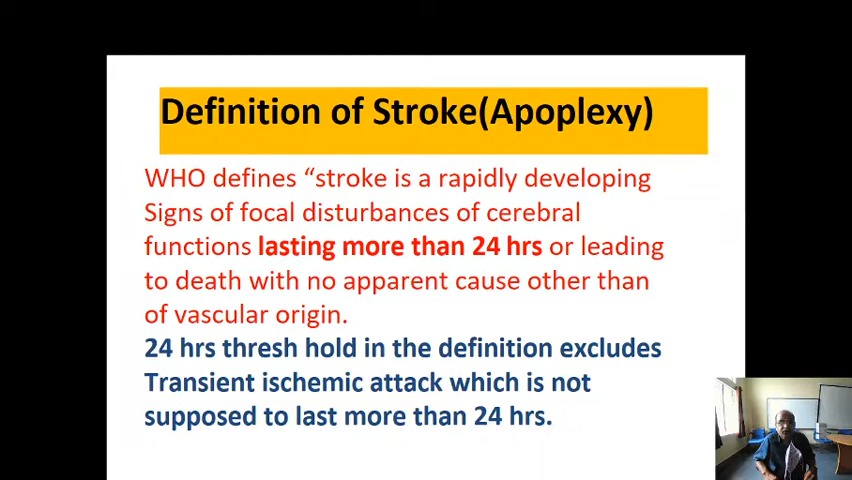 Definition of Stroke(Apoplexy)
WHO defines “stroke is a rapidly developing
Signs of focal disturbances of cerebral
functions lasting more than 24 hrs or leading
to death with no apparent cause other than
of vascular origin.
24 hrs thresh hold in the definition excludes
Transient ischemic attack which is not
supposed to last more than 24 hrs.